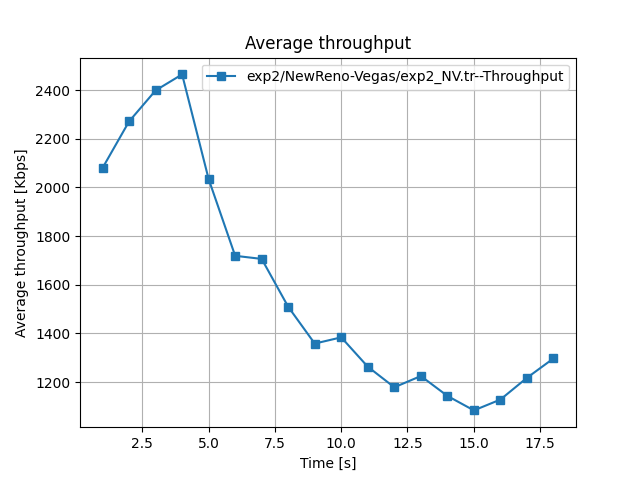 Average throughput
exp2/NewReno-Vegas/exp2_NV.tr--Throughput
Average throughput [Kbps]
2400
2200
2000
1800
1600
1400
1200
2.5 5.0 7.5 10.0 12.5 15.0 17.5
Time [s]